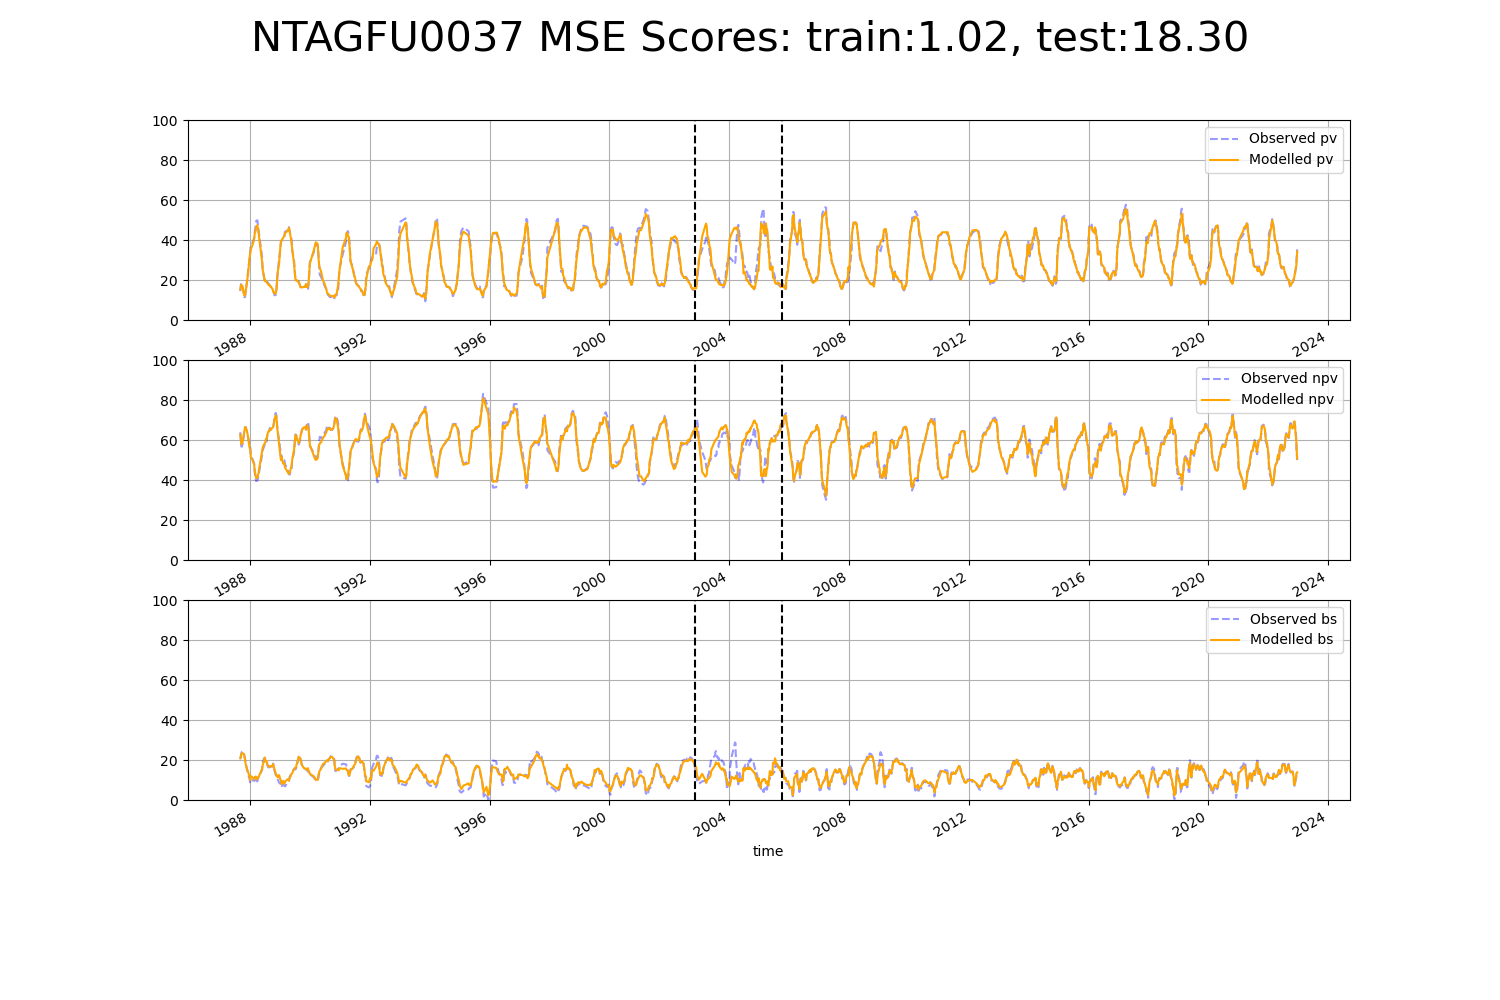 NTAGFU0037 MSE Scores: train:1.02, test:18.30
100
80
60
40
20
0
Observed pv
Modelled pv
1988 1992 1996 2000 2004 2008 2012 2016 2020 2024
100
80
60
40
20
0
Observed npv
Modelled npv
1988 1992 1996 2000 2004 2008 2012 2016 2020 2024
100
80
60
40
20
0
Observed bs
Modelled bs
1988 1992 1996 2000 2004 2008 2012 2016 2020 2024
time